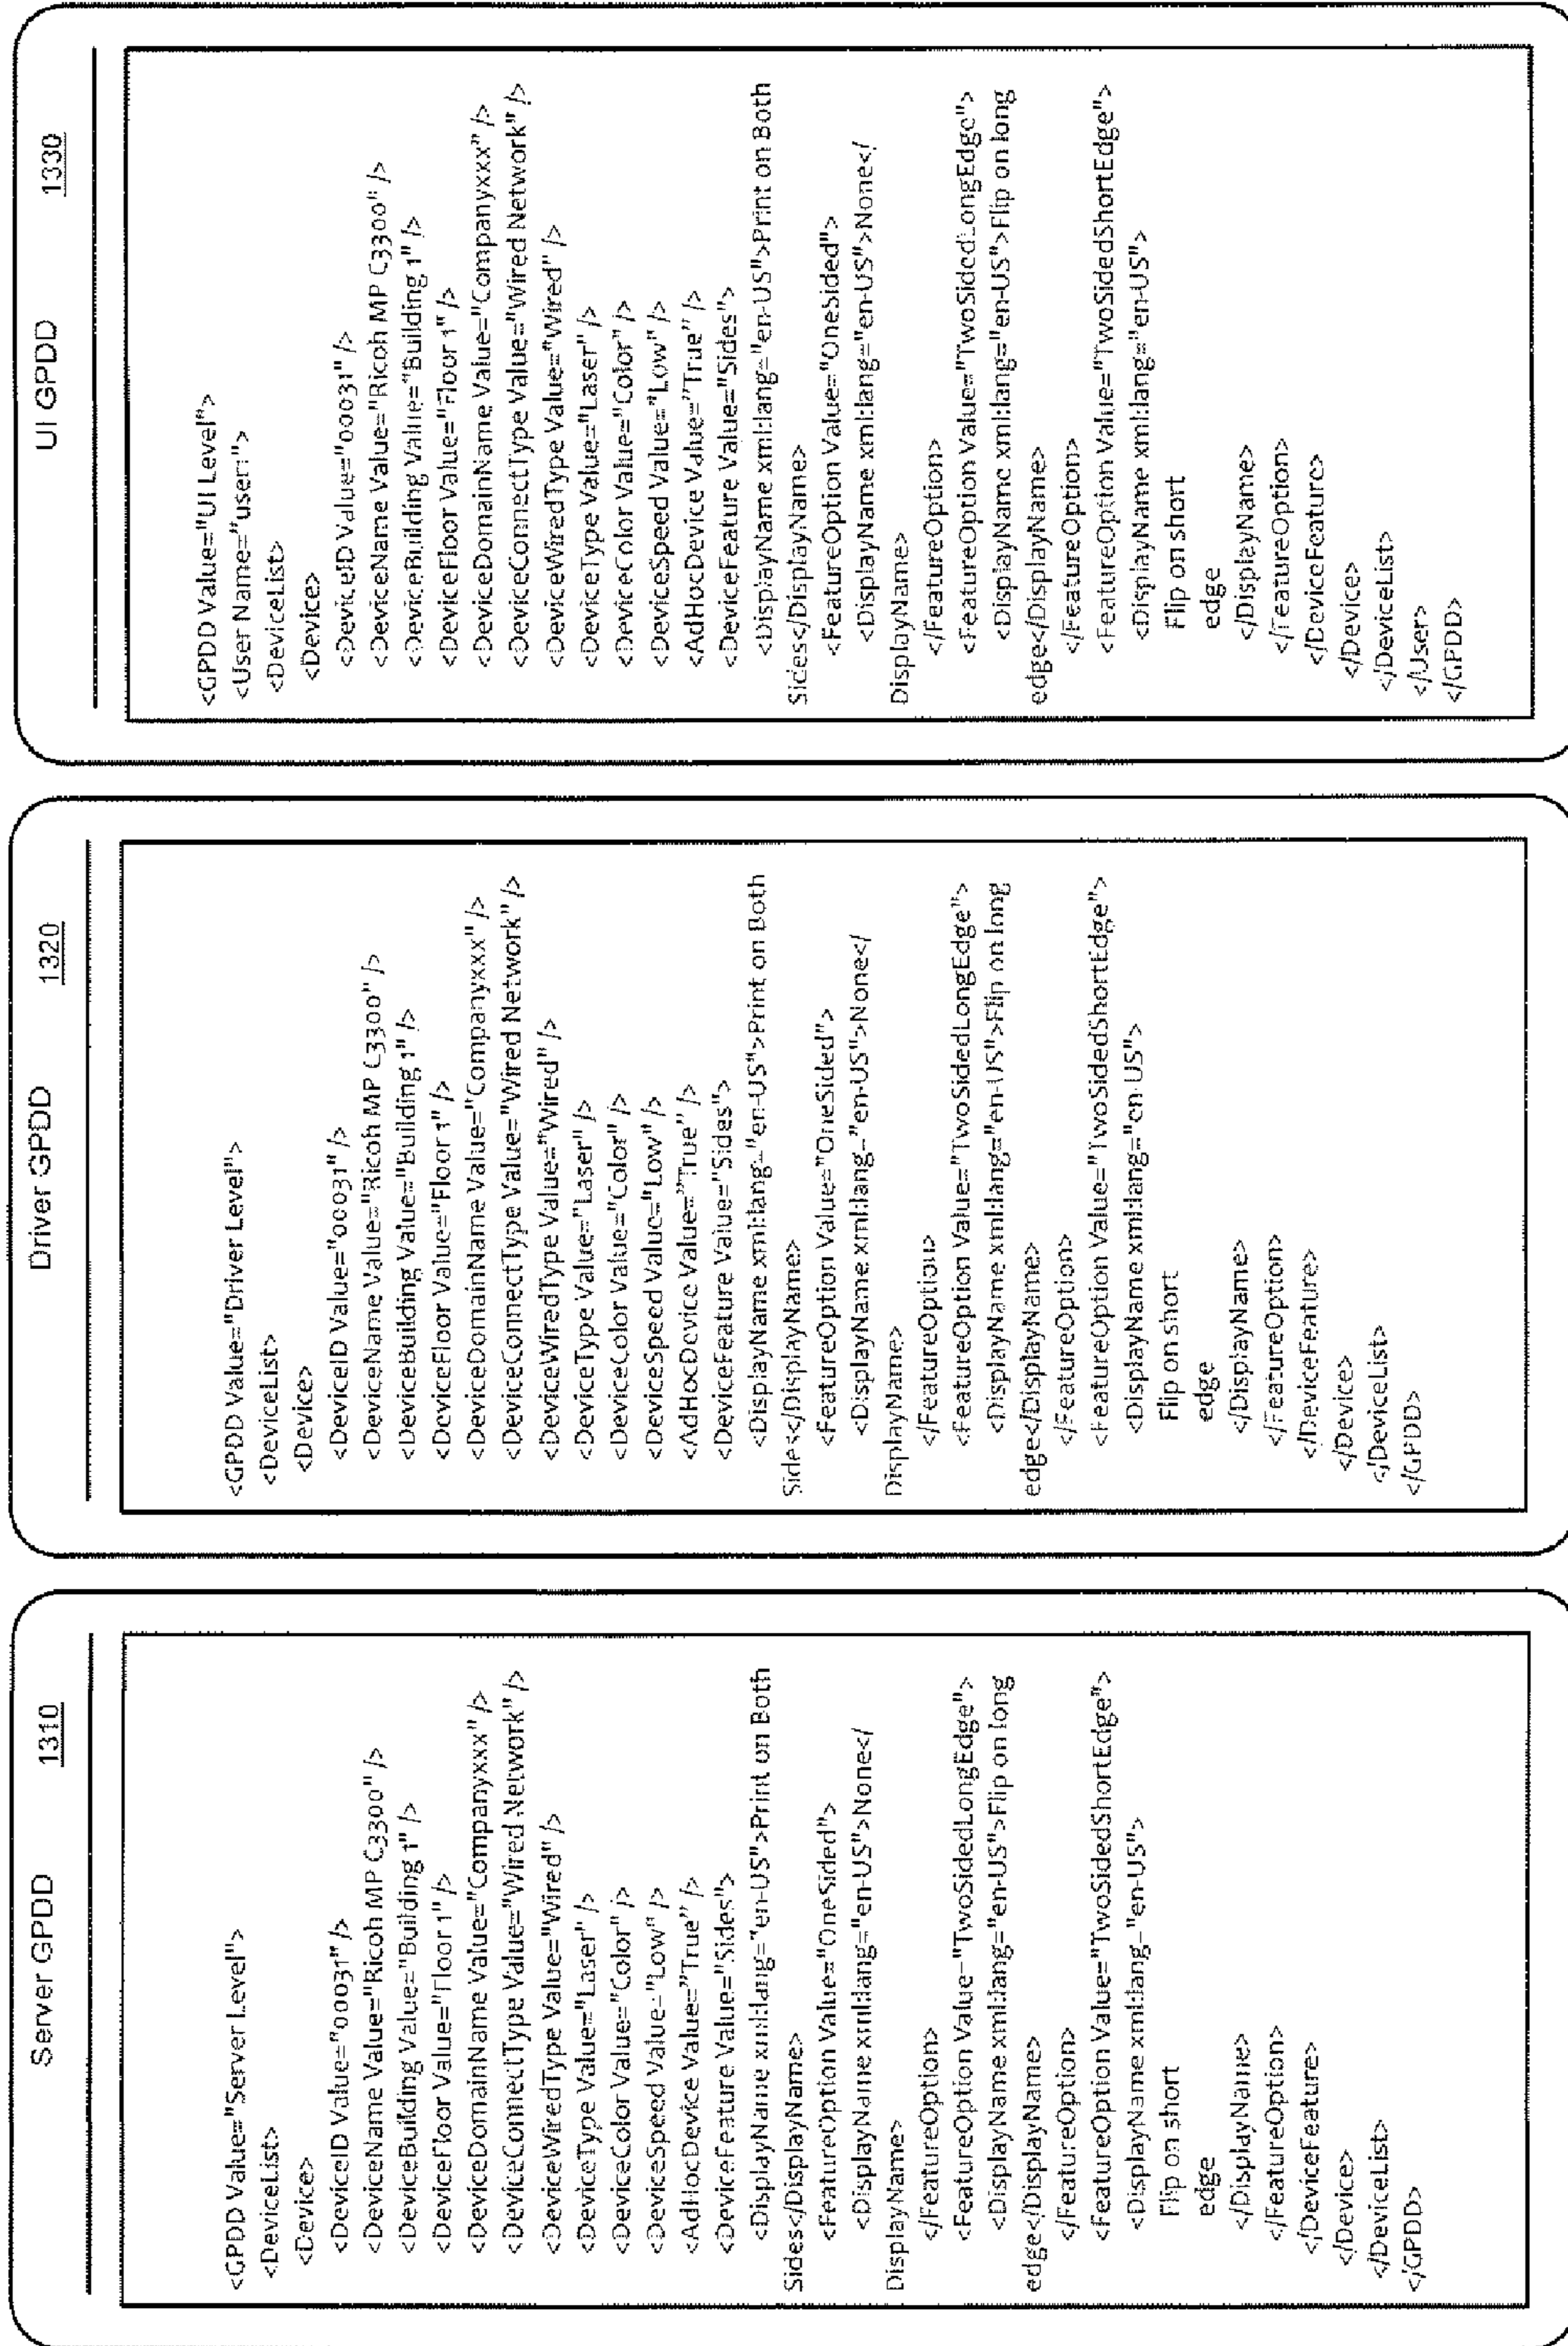 Server GPDD 1310
<GPDD Value="Server Level">
<DeviceList>
<Device>
<DeviceID Value="00031" />
<DeviceName Value="Ricoh MP C3300" />
<DeviceBuilding Value="Building 1" />
<DeviceFloor Value="Floor 1" />
<DeviceDomainName Value="Companyxxx" />
<DeviceConnectType Value="Wired Network" />
<DeviceWiredType Value="Wired" />
<DeviceType Value="Laser" />
<DeviceColor Value="Color" />
<DeviceSpeed Value="Low" />
<AdHocDevice Value="True" />
<DeviceFeature Value="Sides">
<DisplayName xml:lang="en-US">Print on Both
Sides</DisplayName>
<FeatureOption Value="OneSided">
<DisplayName xml:lang="en-US">None</
DisplayName>
</FeatureOption>
<FeatureOption Value="TwoSidedLongEdge">
<DisplayName xml:lang="en-US">Flip on long
edge</DisplayName>
</FeatureOption>
<FeatureOption Value="TwoSidedShortEdge">
<DisplayName xml:lang="en-US">
Flip on short
edge
</DisplayName>
</FeatureOption>
</DeviceFeature>
</Device>
</DeviceList>
</GPDD>
Driver GPDD 1320
<GPDD Value="Driver Level">
<DeviceList>
<Device>
<DeviceID Value="00031" />
<DeviceName Value="Ricoh MP C3300" />
<DeviceBuilding Value="Building 1" />
<DeviceFloor Value="Floor 1" />
<DeviceDomainName Value="Companyxxx" />
<DeviceConnectType Value="Wired Network" />
<DeviceWiredType Value="Wired" />
<DeviceType Value="Laser" />
<DeviceColor Value="Color" />
<DeviceSpeed Value="Low" />
<AdHocDevice Value="True" />
<DeviceFeature Value="Sides">
<DisplayName xml:lang="en-US">Print on Both
Sides</DisplayName>
<FeatureOption Value="OneSided">
<DisplayName xml:lang="en-US">None</
DisplayName>
</FeatureOption>
<FeatureOption Value="TwoSidedLongEdge">
<DisplayName xml:lang="en-US">Flip on long
edge</DisplayName>
</FeatureOption>
<FeatureOption Value="TwoSidedShortEdge">
<DisplayName xml:lang="en-US">
Flip on short
edge
</DisplayName>
</FeatureOption>
</DeviceFeature>
</Device>
</DeviceList>
</GPDD>
UI GPDD 1330
<GPDD Value="UI Level">
<User Name="user1">
<DeviceList>
<Device>
<DeviceID Value="00031" />
<DeviceName Value="Ricoh MP C3300" />
<DeviceBuilding Value="Building 1" />
<DeviceFloor Value="Floor 1" />
<DeviceDomainName Value="Companyxxx" />
<DeviceConnectType Value="Wired Network" />
<DeviceWiredType Value="Wired" />
<DeviceType Value="Laser" />
<DeviceColor Value="Color" />
<DeviceSpeed Value="Low" />
<AdHocDevice Value="True" />
<DeviceFeature Value="Sides">
<DisplayName xml:lang="en-US">Print on Both
Sides</DisplayName>
<FeatureOption Value="OneSided">
<DisplayName xml:lang="en-US">None</
DisplayName>
</FeatureOption>
<FeatureOption Value="TwoSidedLongEdge">
<DisplayName xml:lang="en-US">Flip on long
edge</DisplayName>
</FeatureOption>
<FeatureOption Value="TwoSidedShortEdge">
<DisplayName xml:lang="en-US">
Flip on short
edge
</DisplayName>
</FeatureOption>
</DeviceFeature>
</Device>
</DeviceList>
</User>
</GPDD>